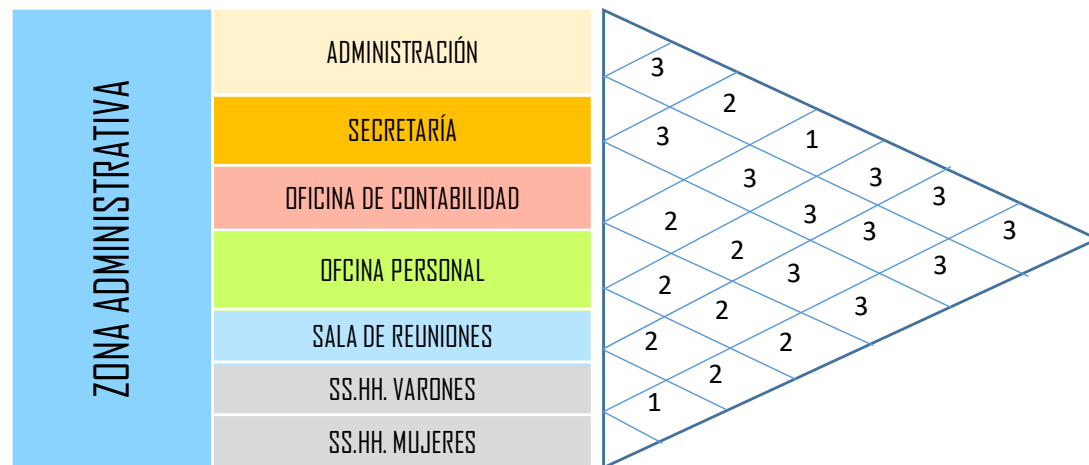 ZONA ADMINISTRATIVA
ADMINISTRACIÓN
SECRETARÍA
OFICINA DE CONTABILIDAD
OFCINA PERSONAL
SALA DE REUNIONES
SS.HH. VARONES
SS.HH. MUJERES
3
2
3
1
3
3
3
2
3
3
3
2
3
3
2
2
3
2
2
2
1